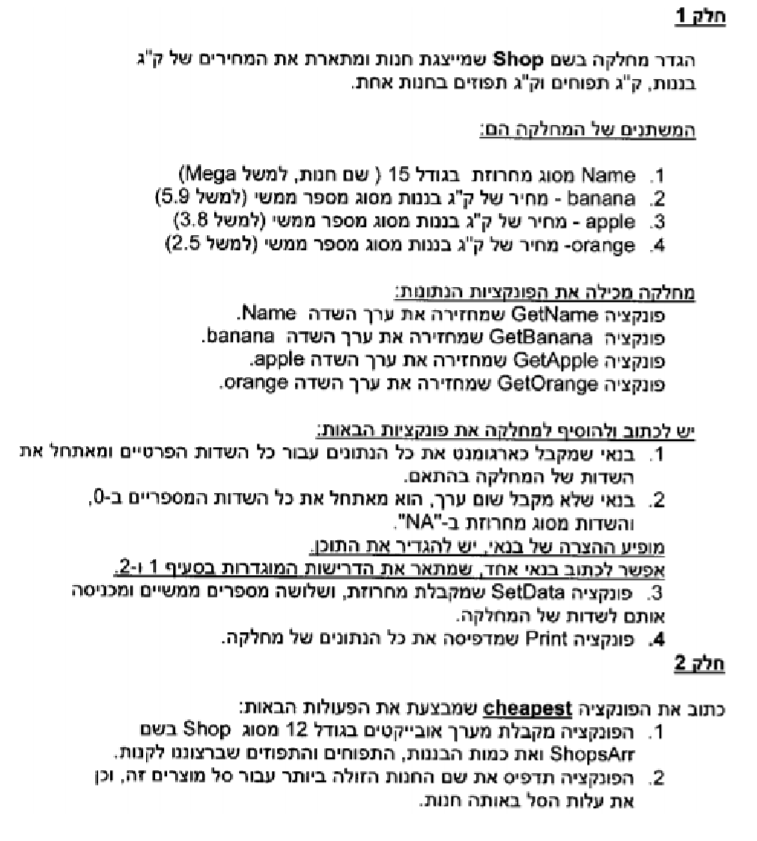 חלק 1
הגדר מחלקה בשם Shop שמייצגת חנות ומתארת את המחירים של ק"ג
בננות, ק"ג תפוחים וק"ג תפוזים בחנות אחת.
המשתנים של המחלקה הם:
1. Name מסוג מחרוזת בגודל 15 ( שם חנות, למשל Mega)
2. banana - מחיר של ק"ג בננות מסוג מספר ממשי (למשל 5.9)
3. apple - מחיר של ק"ג בננות מסוג מספר ממשי (למשל 3.8)
4. orange- מחיר של ק"ג בננות מסוג מספר ממשי (למשל 2.5)
מחלקה מכילה את הפונקציות הנתונות:
פונקציה GetName שמחזירה את ערך השדה Name.
פונקציה GetBanana שמחזירה את ערך השדה banana.
פונקציה GetApple שמחזירה את ערך השדה apple.
פונקציה GetOrange שמחזירה את ערך השדה orange.
יש לכתוב ולהוסיף למחלקה את פונקציות הבאות:
1. בנאי שמקבל כארגומנט את כל הנתונים עבור כל השדות הפרטיים ומאתחל את
השדות של המחלקה בהתאם.
2. בנאי שלא מקבל שום ערך, הוא מאתחל את כל השדות המספריים ב-0,
והשדות מסוג מחרוזת ב-"NA".
מופיע ההצרה של בנאי, יש להגדיר את התוכן.
אפשר לכתוב בנאי אחד, שמתאר את הדרישות המוגדרות בסעיף 1 ו-2.
3. פונקציה SetData שמקבלת מחרוזת, ושלושה מספרים ממשיים ומכניסה
אותם לשדות של המחלקה.
4. פונקציה Print שמדפיסה את כל הנתונים של מחלקה.
חלק 2
כתוב את הפונקציה cheapest שמבצעת את הפעולות הבאות:
1. הפונקציה מקבלת מערך אובייקטים בגודל 12 מסוג Shop בשם
ShopsArr ואת כמות הבננות, התפוחים והתפוזים שברצוננו לקנות.
2. הפונקציה תדפיס את שם החנות הזולה ביותר עבור סל מוצרים זה, וכן
את עלות הסל באותה חנות.